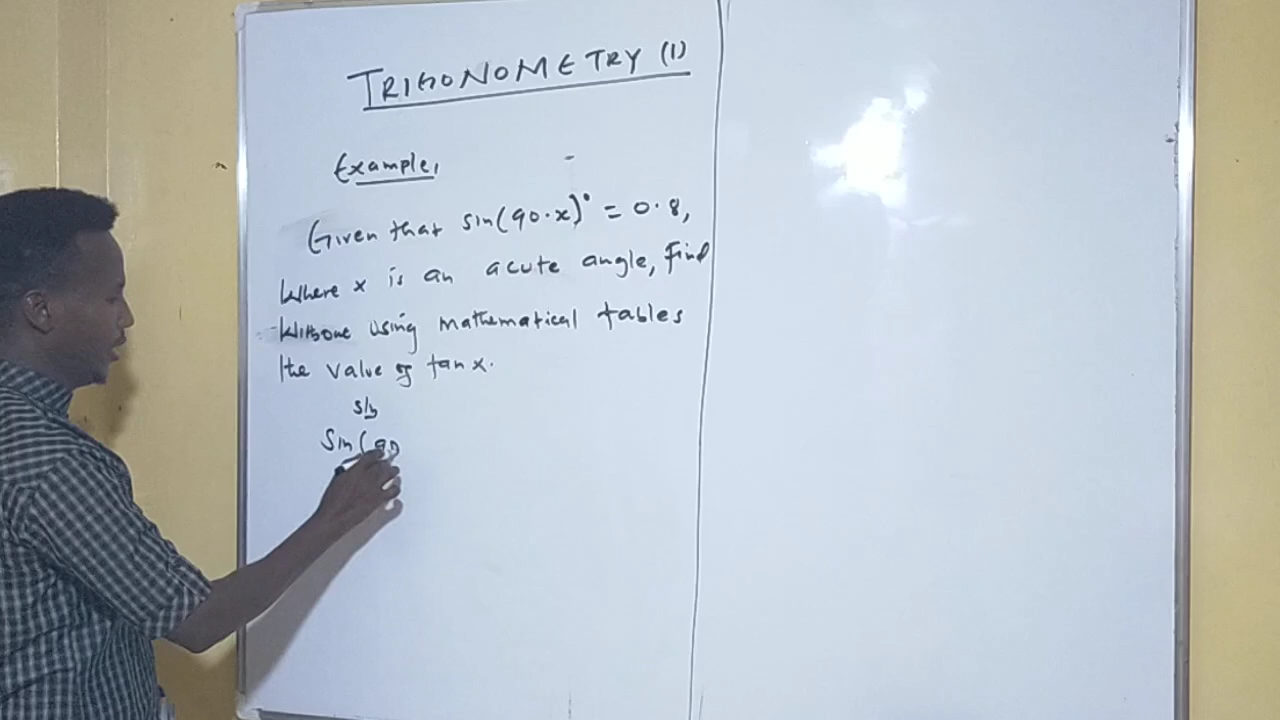 TRIGONOMETRY (1)
Example,
Given that sin(90-x)° = 0.8,
Where x is an acute angle, Find
Without using mathematical tables
the value of tan x.
Soln
Sin(90